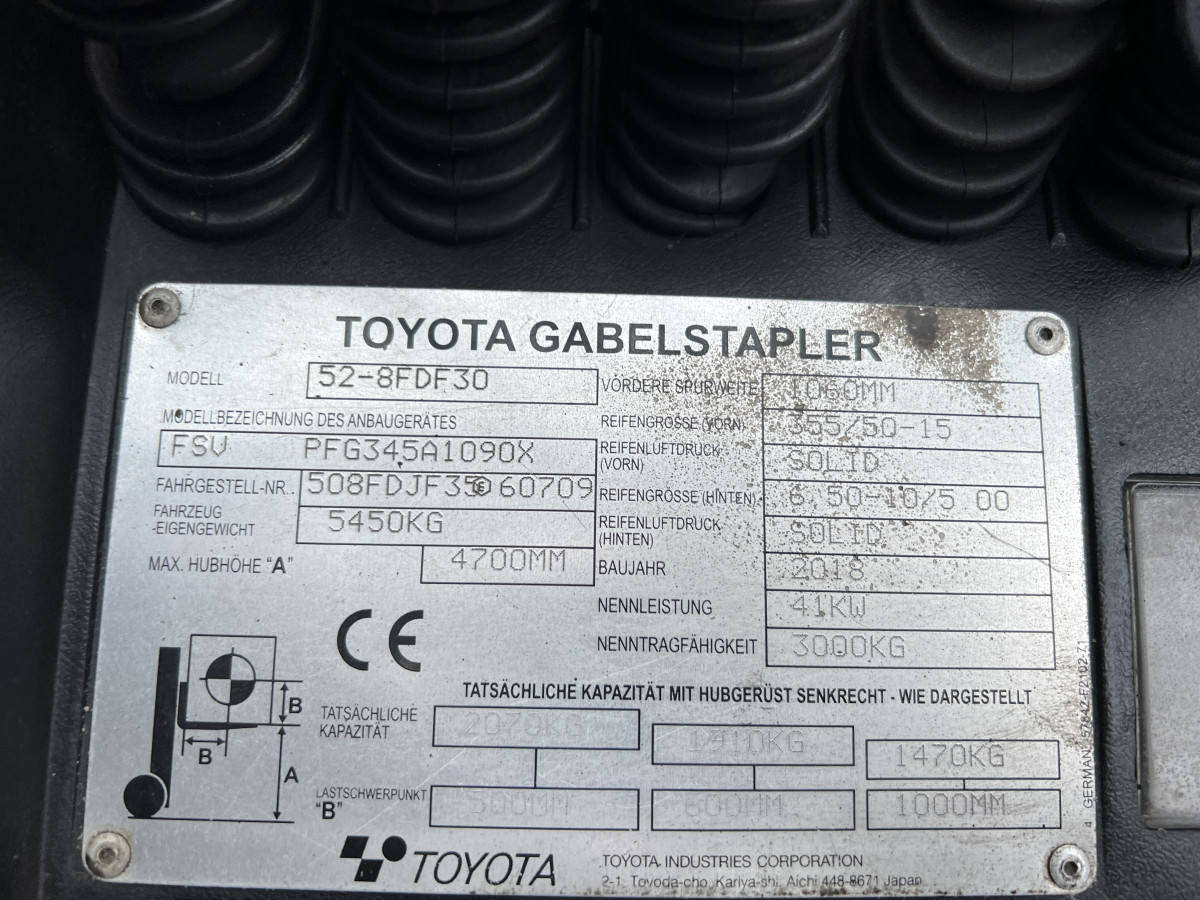 TOYOTA GABELSTAPLER
MODELL 52-8FDF30
MODELLBEZEICHNUNG DES ANBAUGERÄTES
FSV PFG345A1090X
FAHRGESTELL-NR. 508FDJF35 E 60709
FAHRZEUG
-EIGENGEWICHT 5450KG
MAX. HUBHÖHE "A" 4700MM
VORDERE SPURWEITE 1060MM
REIFENGRÖSSE (VORN) 355/50-15
REIFENLUFTDRUCK
(VORN) SOLID
REIFENGRÖSSE (HINTEN) 6.50-10/5.00
REIFENLUFTDRUCK
(HINTEN) SOLID
BAUJAHR 2018
NENNLEISTUNG 41KW
NENNTRAGFÄHIGKEIT 3000KG
CE
B
B
A
TATSÄCHLICHE KAPAZITÄT MIT HUBGERÜST SENKRECHT - WIE DARGESTELLT
TATSÄCHLICHE
KAPAZITÄT 2070KG 1910KG 1470KG
LASTSCHWERPUNKT
"B" 500MM 600MM 1000MM
TOYOTA
TOYOTA INDUSTRIES CORPORATION
2-1, Toyoda-cho, Kariya-shi, Aichi 448-8671 Japan
4 GERMAN